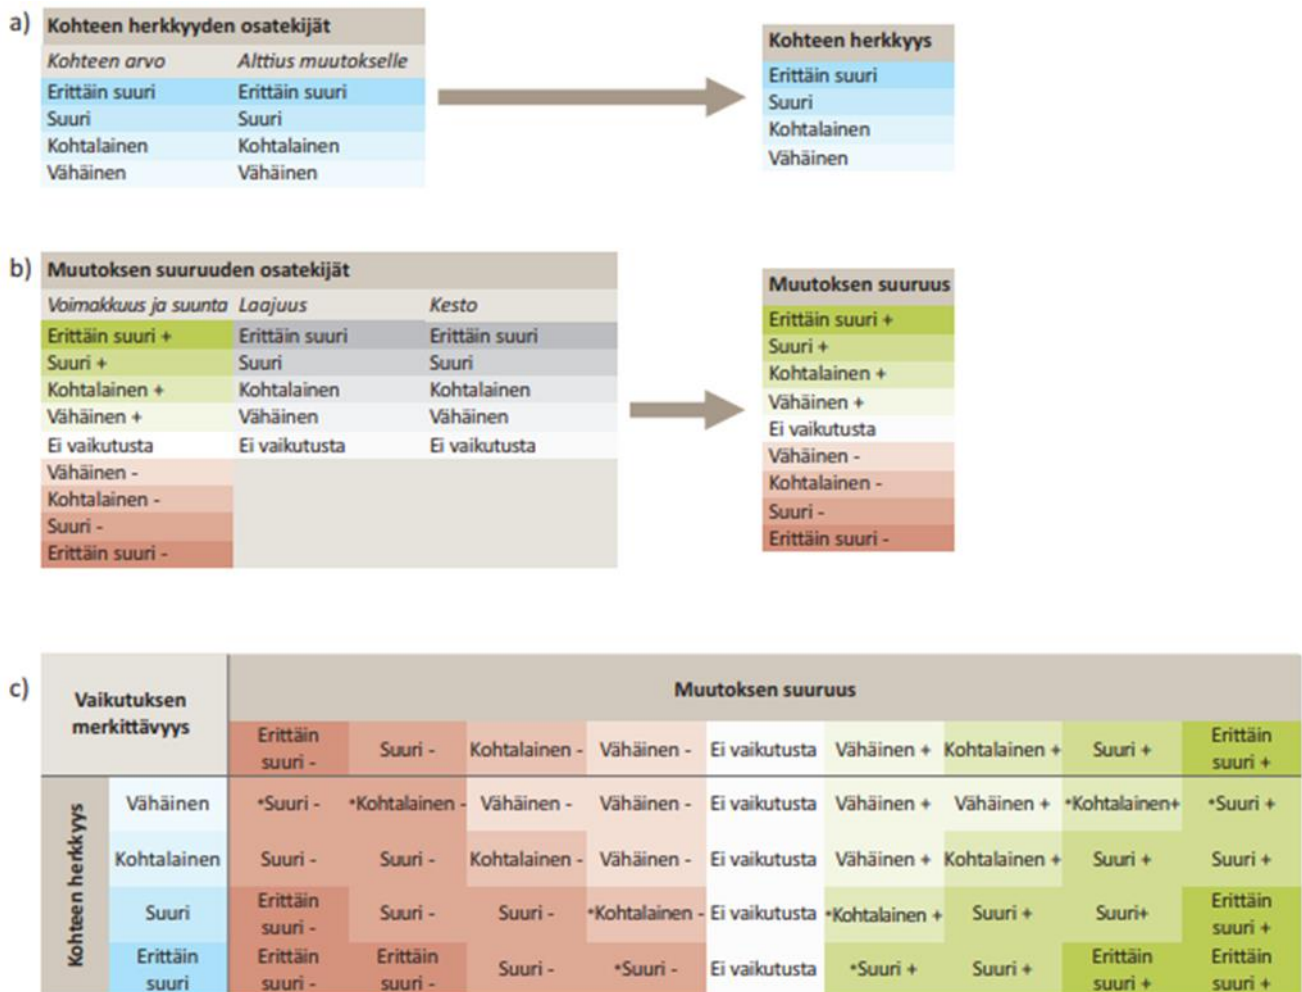 a) Kohteen herkkyyden osatekijät
Kohteen arvo Alttius muutokselle
Erittäin suuri Erittäin suuri
Suuri Suuri
Kohtalainen Kohtalainen
Vähäinen Vähäinen
Kohteen herkkyys
Erittäin suuri
Suuri
Kohtalainen
Vähäinen
b) Muutoksen suuruuden osatekijät
Voimakkuus ja suunta Laajuus Kesto
Erittäin suuri + Erittäin suuri Erittäin suuri
Suuri + Suuri Suuri
Kohtalainen + Kohtalainen Kohtalainen
Vähäinen + Vähäinen Vähäinen
Ei vaikutusta Ei vaikutusta Ei vaikutusta
Vähäinen -
Kohtalainen -
Suuri -
Erittäin suuri -
Muutoksen suuruus
Erittäin suuri +
Suuri +
Kohtalainen +
Vähäinen +
Ei vaikutusta
Vähäinen -
Kohtalainen -
Suuri -
Erittäin suuri -
c) Vaikutuksen
merkittävyys
Muutoksen suuruus
Erittäin suuri - Suuri - Kohtalainen - Vähäinen - Ei vaikutusta Vähäinen + Kohtalainen + Suuri + Erittäin suuri +
Kohteen herkkyys
Vähäinen *Suuri - *Kohtalainen - Vähäinen - Vähäinen - Ei vaikutusta Vähäinen + Vähäinen + *Kohtalainen+ *Suuri +
Kohtalainen Suuri - Suuri - Kohtalainen - Vähäinen - Ei vaikutusta Vähäinen + Kohtalainen + Suuri + Suuri +
Suuri Erittäin suuri - Suuri - Suuri - *Kohtalainen - Ei vaikutusta *Kohtalainen + Suuri + Suuri+ Erittäin suuri +
Erittäin suuri Erittäin suuri - Erittäin suuri - Suuri - *Suuri - Ei vaikutusta *Suuri + Suuri + Erittäin suuri + Erittäin suuri +